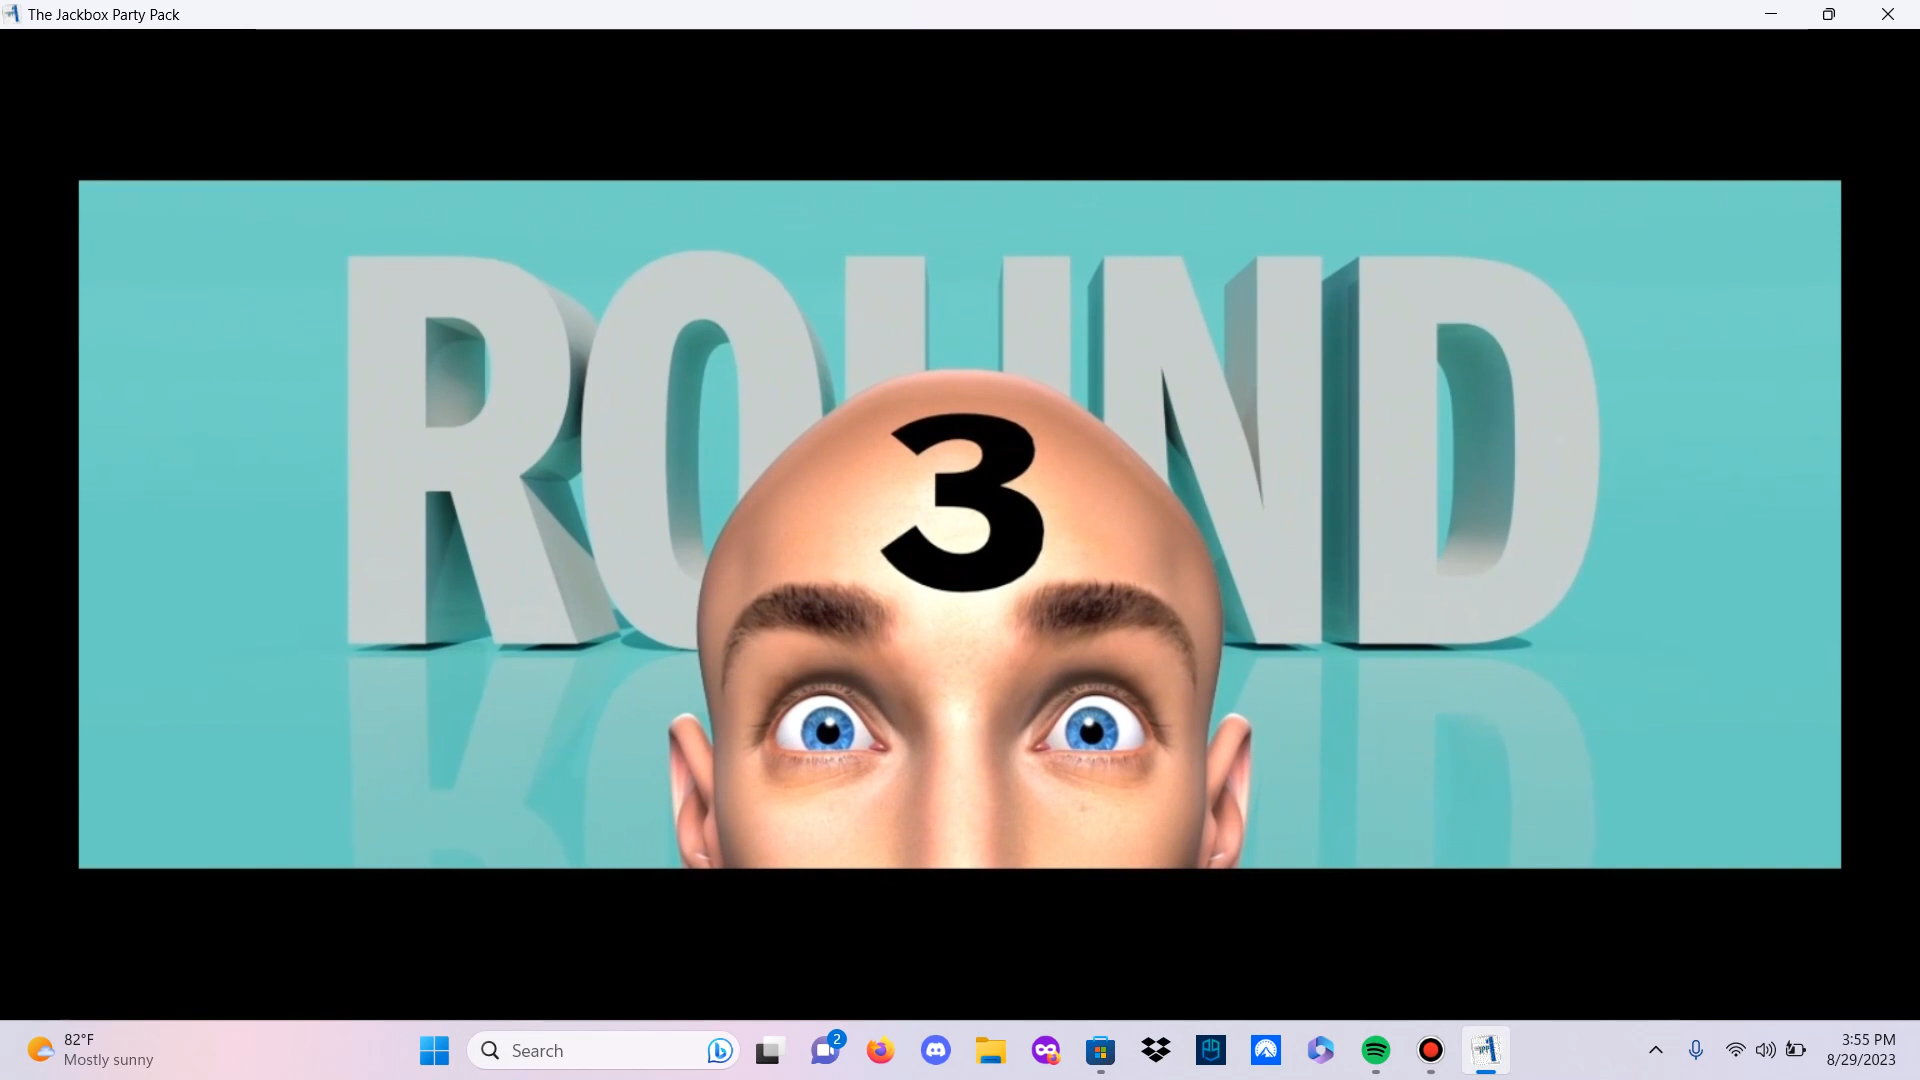 The Jackbox Party Pack
ROUND
3
82°F
Mostly sunny
Search
2
3:55 PM
8/29/2023